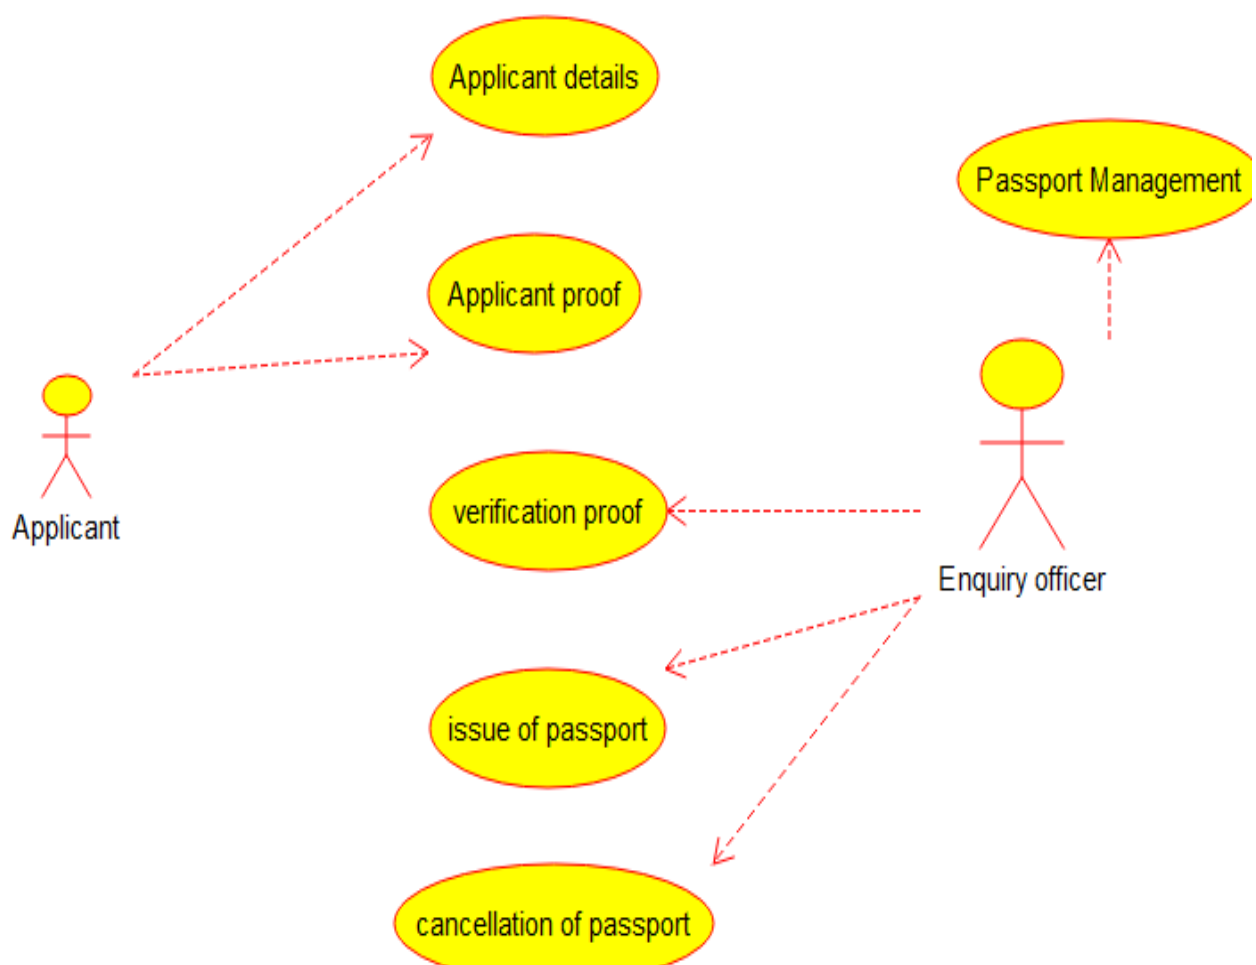 Applicant details
Passport Management
Applicant proof
Applicant
verification proof
Enquiry officer
issue of passport
cancellation of passport